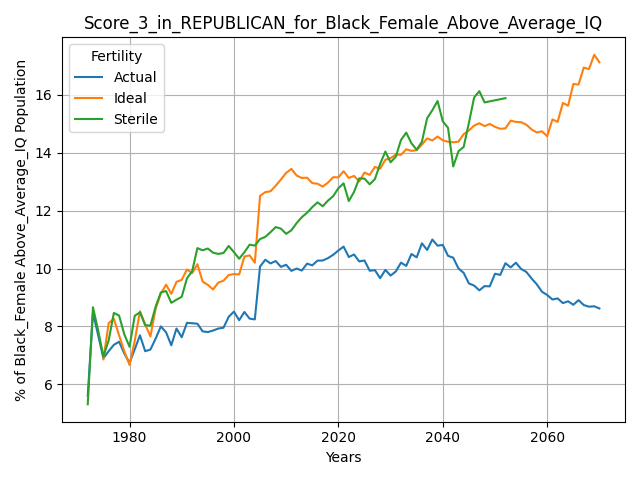 Score_3_in_REPUBLICAN_for_Black_Female_Above_Average_IQ
% of Black_Female Above_Average_IQ Population
Fertility
Actual
Ideal
Sterile
16
14
12
10
8
6
1980
2000
2020
2040
2060
Years